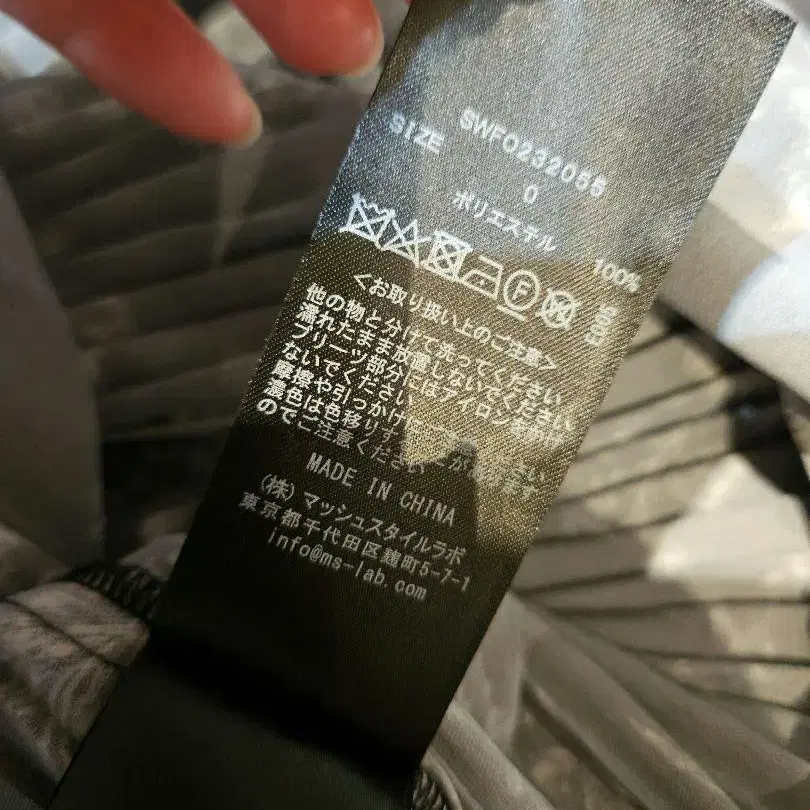 SWFO232055
SIZE 0
ポリエステル 100%
<お取り扱い上のご注意>
他の物と分けて洗ってください
濡れたまま放置しないでください
プリーツ部分にはアイロンを
ないでください
摩擦や引っかけ
濃色は色移りす
のでご注意ください
MADE IN CHINA
(株)マッシュスタイルラボ
東京都千代田区麹町5-7-1
info@ms-lab.com